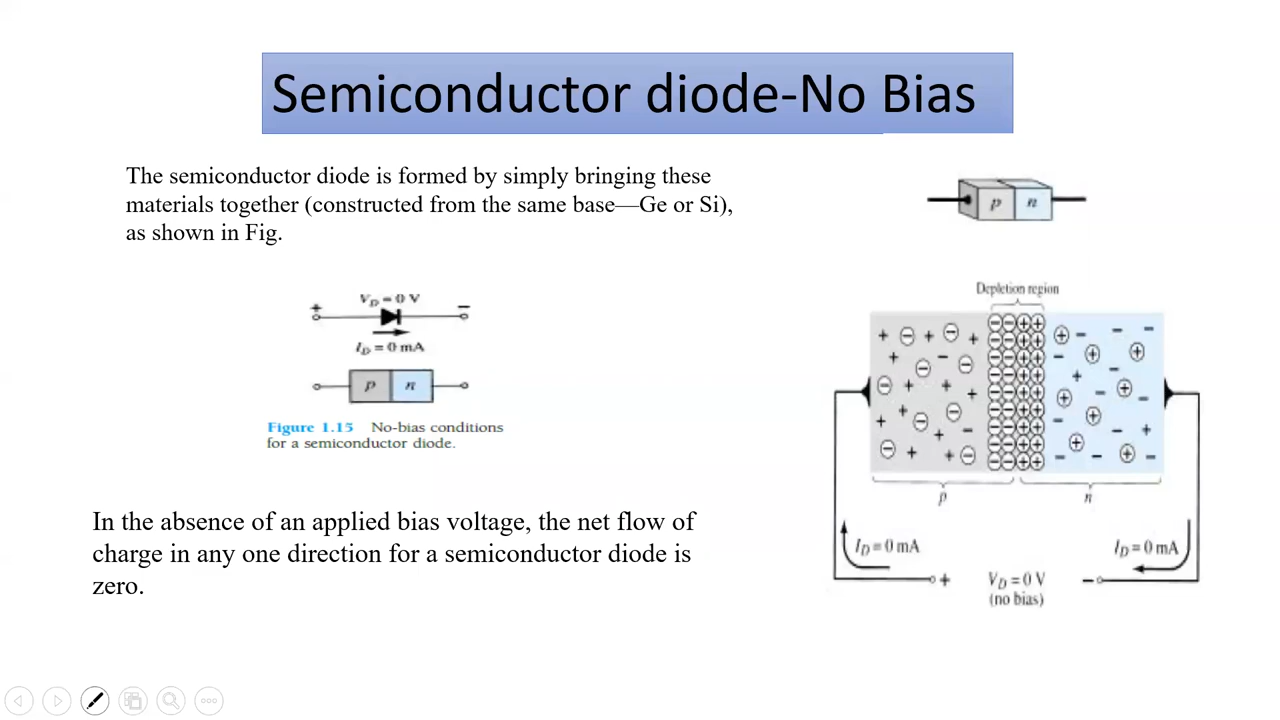 Semiconductor diode-No Bias
The semiconductor diode is formed by simply bringing these
materials together (constructed from the same base—Ge or Si),
as shown in Fig.
p n
V_D = 0 V
+ −
I_D = 0 mA
p n
Figure 1.15 No-bias conditions
for a semiconductor diode.
Depletion region
p n
I_D = 0 mA I_D = 0 mA
+ V_D = 0 V −
(no bias)
In the absence of an applied bias voltage, the net flow of
charge in any one direction for a semiconductor diode is
zero.